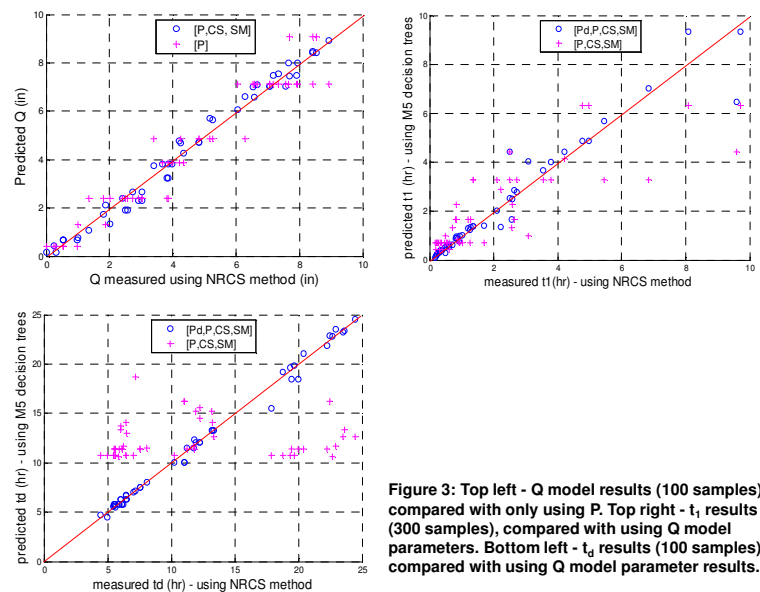 [P,CS, SM]
[P]
Predicted Q (in)
10
8
6
4
2
0
0 2 4 6 8 10
Q measured using NRCS method (in)
[Pd,P,CS,SM]
[P,CS,SM]
predicted t1 (hr) - using M5 decision trees
10
8
6
4
2
0
0 2 4 6 8 10
measured t1(hr) - using NRCS method
[Pd,P,CS,SM]
[P,CS,SM]
predicted td (hr) - using M5 decision trees
25
20
15
10
5
0
0 5 10 15 20 25
measured td (hr) - using NRCS method
Figure 3: Top left - Q model results (100 samples)
compared with only using P. Top right - t1 results
(300 samples), compared with using Q model
parameters. Bottom left - td results (100 samples)
compared with using Q model parameter results.